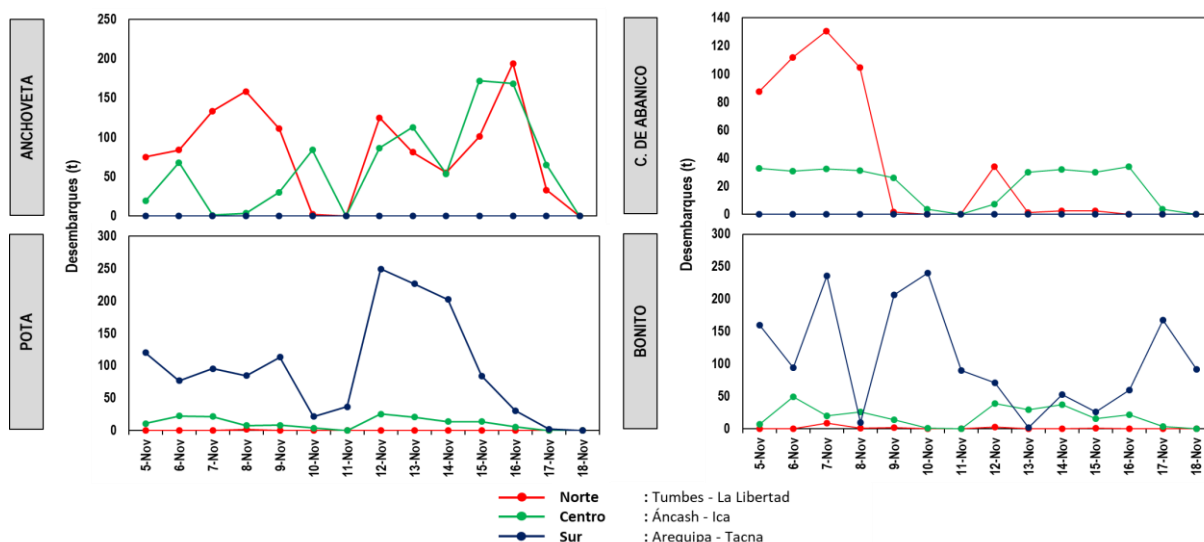 ANCHOVETA
Desembarques (t)
250
200
150
100
50
0
C. DE ABANICO
Desembarques (t)
140
120
100
80
60
40
20
0
POTA
300
250
200
150
100
50
0
5-Nov
6-Nov
7-Nov
8-Nov
9-Nov
10-Nov
11-Nov
12-Nov
13-Nov
14-Nov
15-Nov
16-Nov
17-Nov
18-Nov
BONITO
300
250
200
150
100
50
0
5-Nov
6-Nov
7-Nov
8-Nov
9-Nov
10-Nov
11-Nov
12-Nov
13-Nov
14-Nov
15-Nov
16-Nov
17-Nov
18-Nov
Norte : Tumbes - La Libertad
Centro : Áncash - Ica
Sur : Arequipa - Tacna